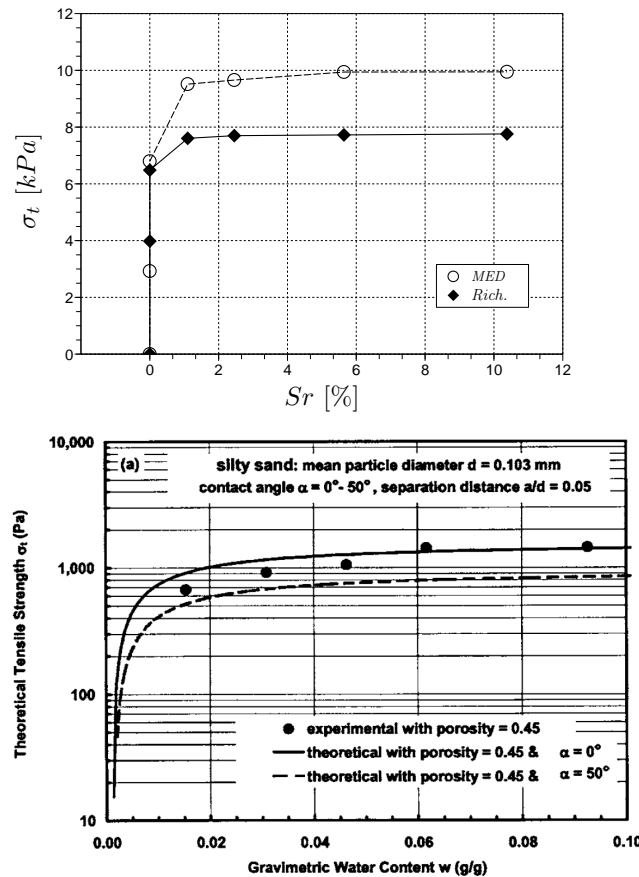 12
10
8
6
4
2
0
σt [kPa]
MED
Rich.
0 2 4 6 8 10 12
Sr [%]
10,000
1,000
100
10
Theoretical Tensile Strength σt (Pa)
(a) silty sand: mean particle diameter d = 0.103 mm
contact angle α = 0°- 50°, separation distance a/d = 0.05
experimental with porosity = 0.45
theoretical with porosity = 0.45 & α = 0°
theoretical with porosity = 0.45 & α = 50°
0.00 0.02 0.04 0.06 0.08 0.10
Gravimetric Water Content w (g/g)